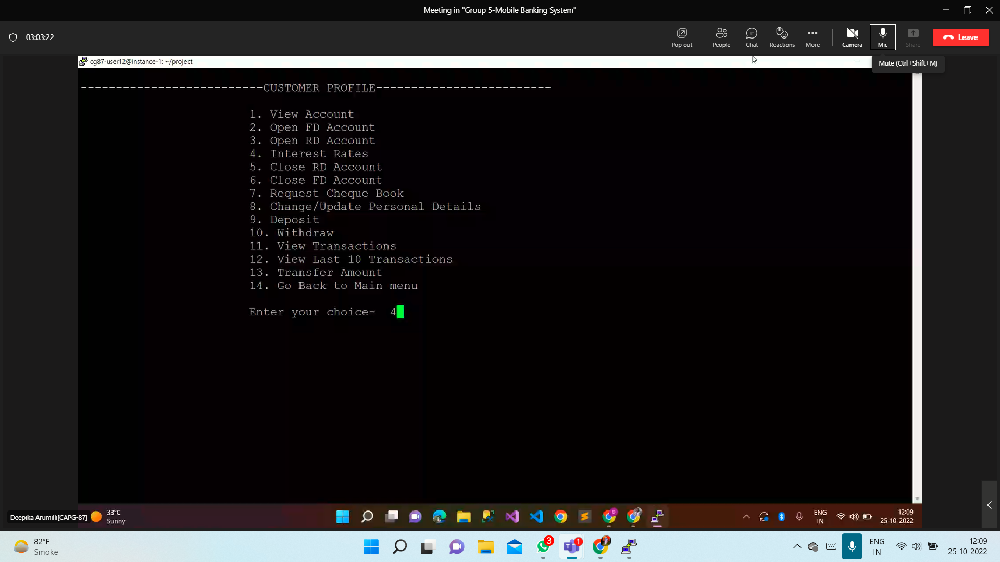 Meeting in "Group 5-Mobile Banking System"
03:03:22
Pop out
People
Chat
Reactions
More
Camera
Mic
Share
Leave
cg87-user12@instance-1: ~/project
Mute (Ctrl+Shift+M)
--------------------------CUSTOMER PROFILE-------------------------
1. View Account
2. Open FD Account
3. Open RD Account
4. Interest Rates
5. Close RD Account
6. Close FD Account
7. Request Cheque Book
8. Change/Update Personal Details
9. Deposit
10. Withdraw
11. View Transactions
12. View Last 10 Transactions
13. Transfer Amount
14. Go Back to Main menu
Enter your choice-  4
Deepika Arumilli[CAPG-87]
33°C
Sunny
D
ENG
IN
12:09
25-10-2022
82°F
Smoke
3
1
ENG
IN
12:09
25-10-2022